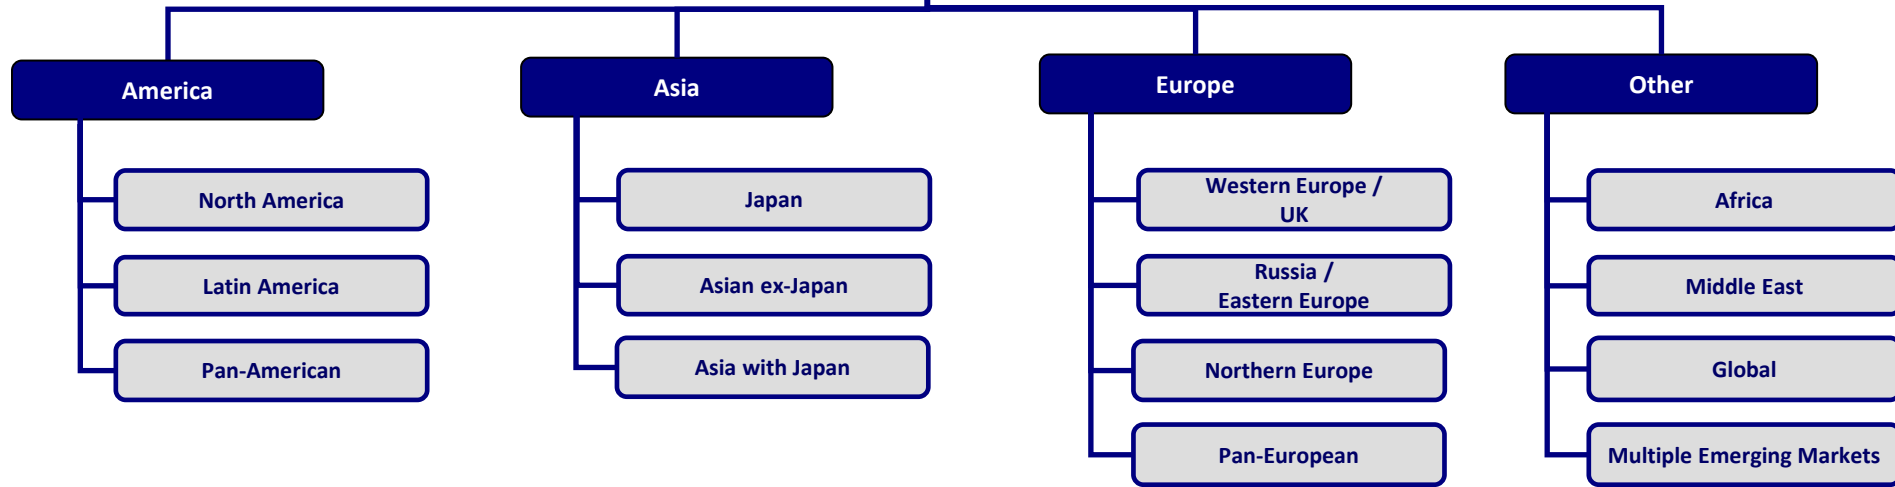 America
Asia
Europe
Other
North America
Latin America
Pan-American
Japan
Asian ex-Japan
Asia with Japan
Western Europe /
UK
Russia /
Eastern Europe
Northern Europe
Pan-European
Africa
Middle East
Global
Multiple Emerging Markets